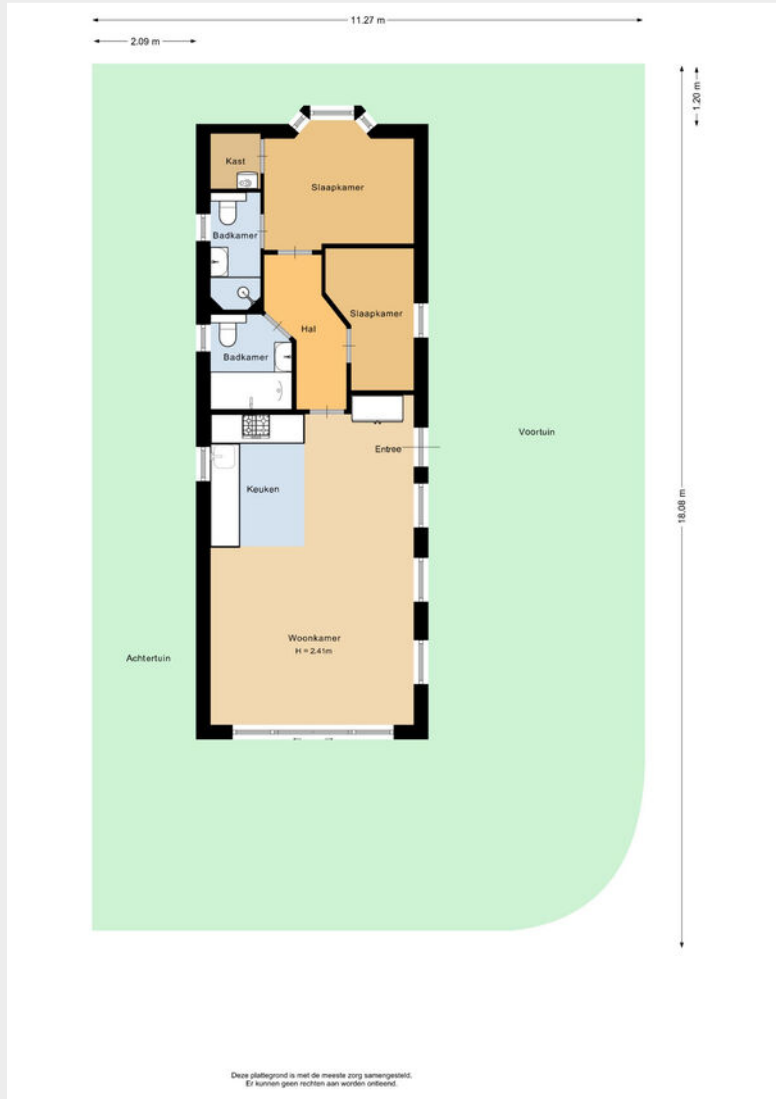 11.27 m
2.09 m
1.20 m
Kast
Slaapkamer
Badkamer
Slaapkamer
Hal
Badkamer
Voortuin
Entree
Keuken
18.08 m
Woonkamer
H = 2.41m
Achtertuin
Deze plattegrond is met de meeste zorg samengesteld.
Er kunnen geen rechten aan worden ontleend.